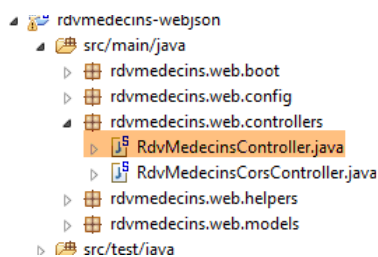 rdvmedecins-webjson
src/main/java
rdvmedecins.web.boot
rdvmedecins.web.config
rdvmedecins.web.controllers
RdvMedecinsController.java
RdvMedecinsCorsController.java
rdvmedecins.web.helpers
rdvmedecins.web.models
src/test/java